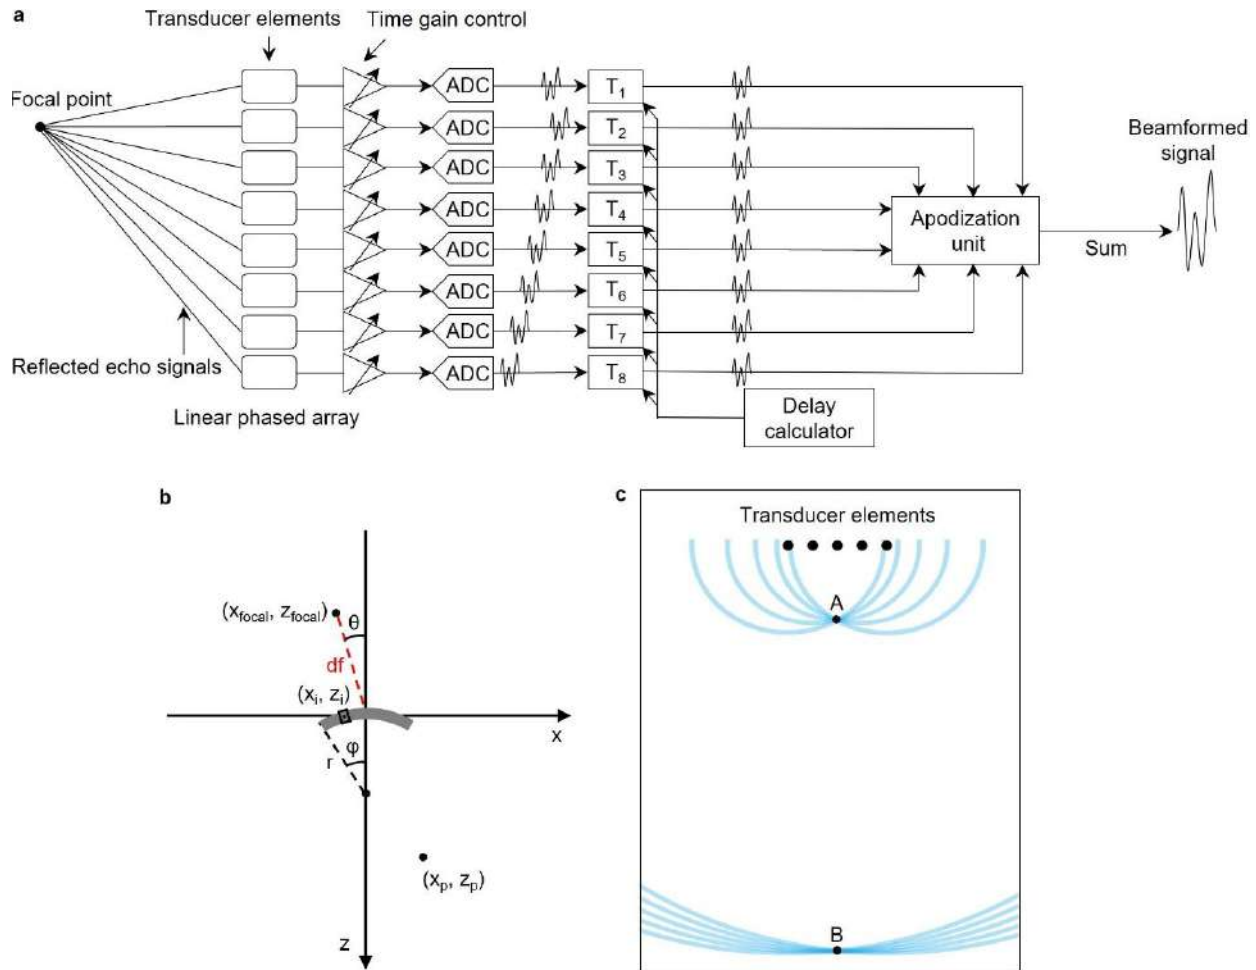 a
Transducer elements
Time gain control
Focal point
ADC
T1
ADC
T2
ADC
T3
ADC
T4
ADC
T5
ADC
T6
ADC
T7
ADC
T8
Beamformed
signal
Apodization
unit
Sum
Reflected echo signals
Linear phased array
Delay
calculator
b
(xfocal, zfocal)
θ
df
(xi, zi)
x
φ
r
(xp, zp)
z
c
Transducer elements
A
B